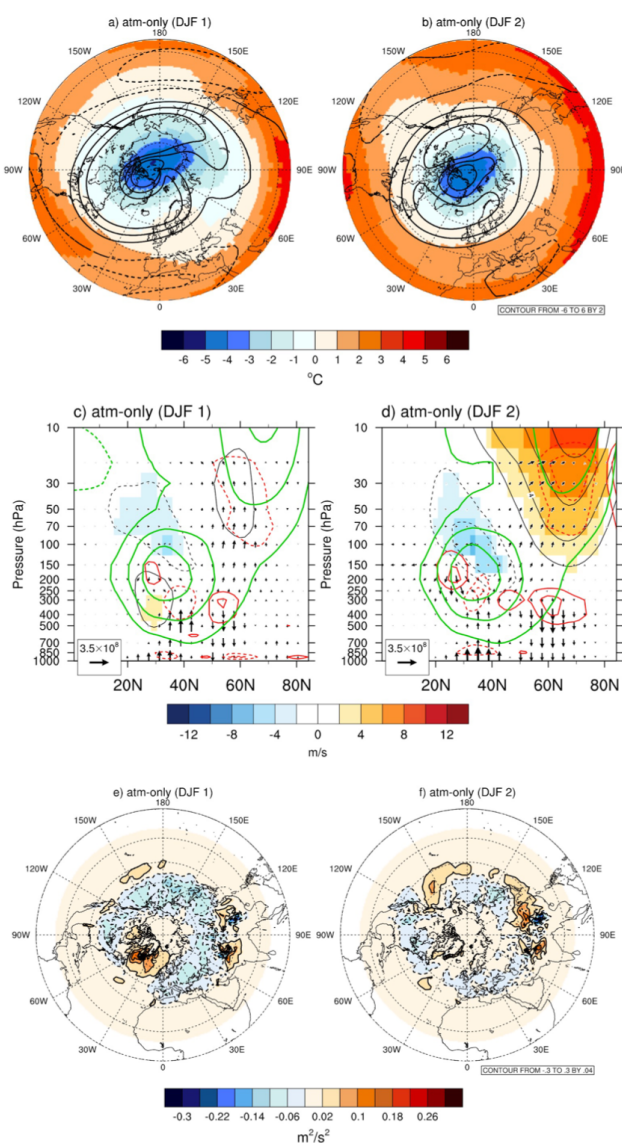 a) atm-only (DJF 1)
b) atm-only (DJF 2)
180
180
150W
150E
150W
150E
120W
120E
120W
120E
90W
90E
90W
90E
60W
60E
60W
60E
30W
30E
30W
30E
0
0
CONTOUR FROM -6 TO 6 BY 2
-6 -5 -4 -3 -2 -1 0 1 2 3 4 5 6
°C
c) atm-only (DJF 1)
d) atm-only (DJF 2)
Pressure (hPa)
10
30
50
70
100
150
200
250
300
400
500
700
850
1000
3.5×10⁸
20N 40N 60N 80N
Pressure (hPa)
10
30
50
70
100
150
200
250
300
400
500
700
850
1000
3.5×10⁸
20N 40N 60N 80N
-12 -8 -4 0 4 8 12
m/s
e) atm-only (DJF 1)
f) atm-only (DJF 2)
180
180
150W
150E
150W
150E
120W
120E
120W
120E
90W
90E
90W
90E
60W
60E
60W
60E
30W
30E
30W
30E
0
0
CONTOUR FROM -.3 TO .3 BY .04
-0.3 -0.22 -0.14 -0.06 0.02 0.1 0.18 0.26
m²/s²